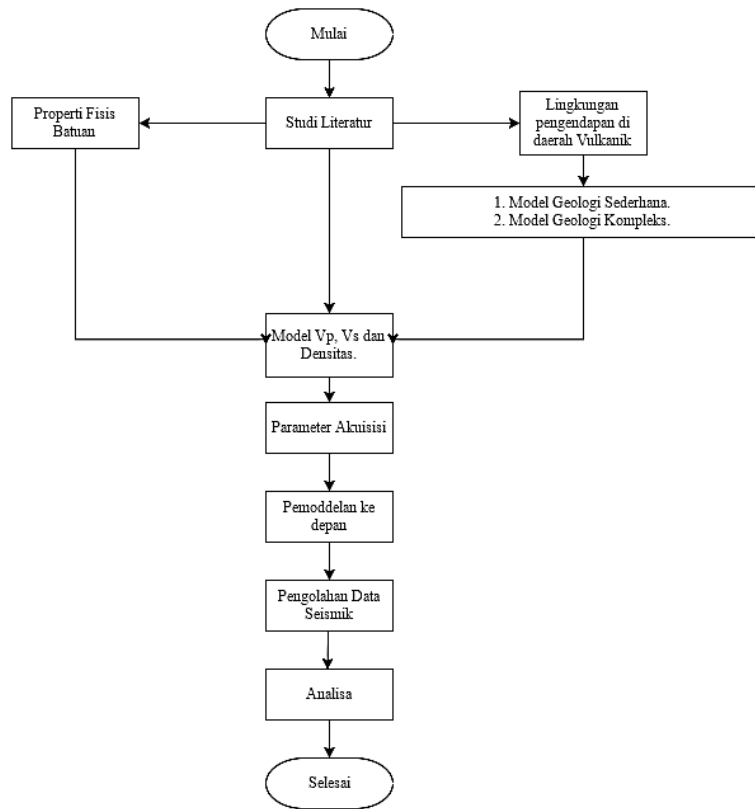 Mulai
Properti Fisis
Batuan
Studi Literatur
Lingkungan
pengendapan di
daerah Vulkanik
1. Model Geologi Sederhana.
2. Model Geologi Kompleks.
Model Vp, Vs dan
Densitas.
Parameter Akuisisi
Pemoddelan ke
depan
Pengolahan Data
Seismik
Analisa
Selesai